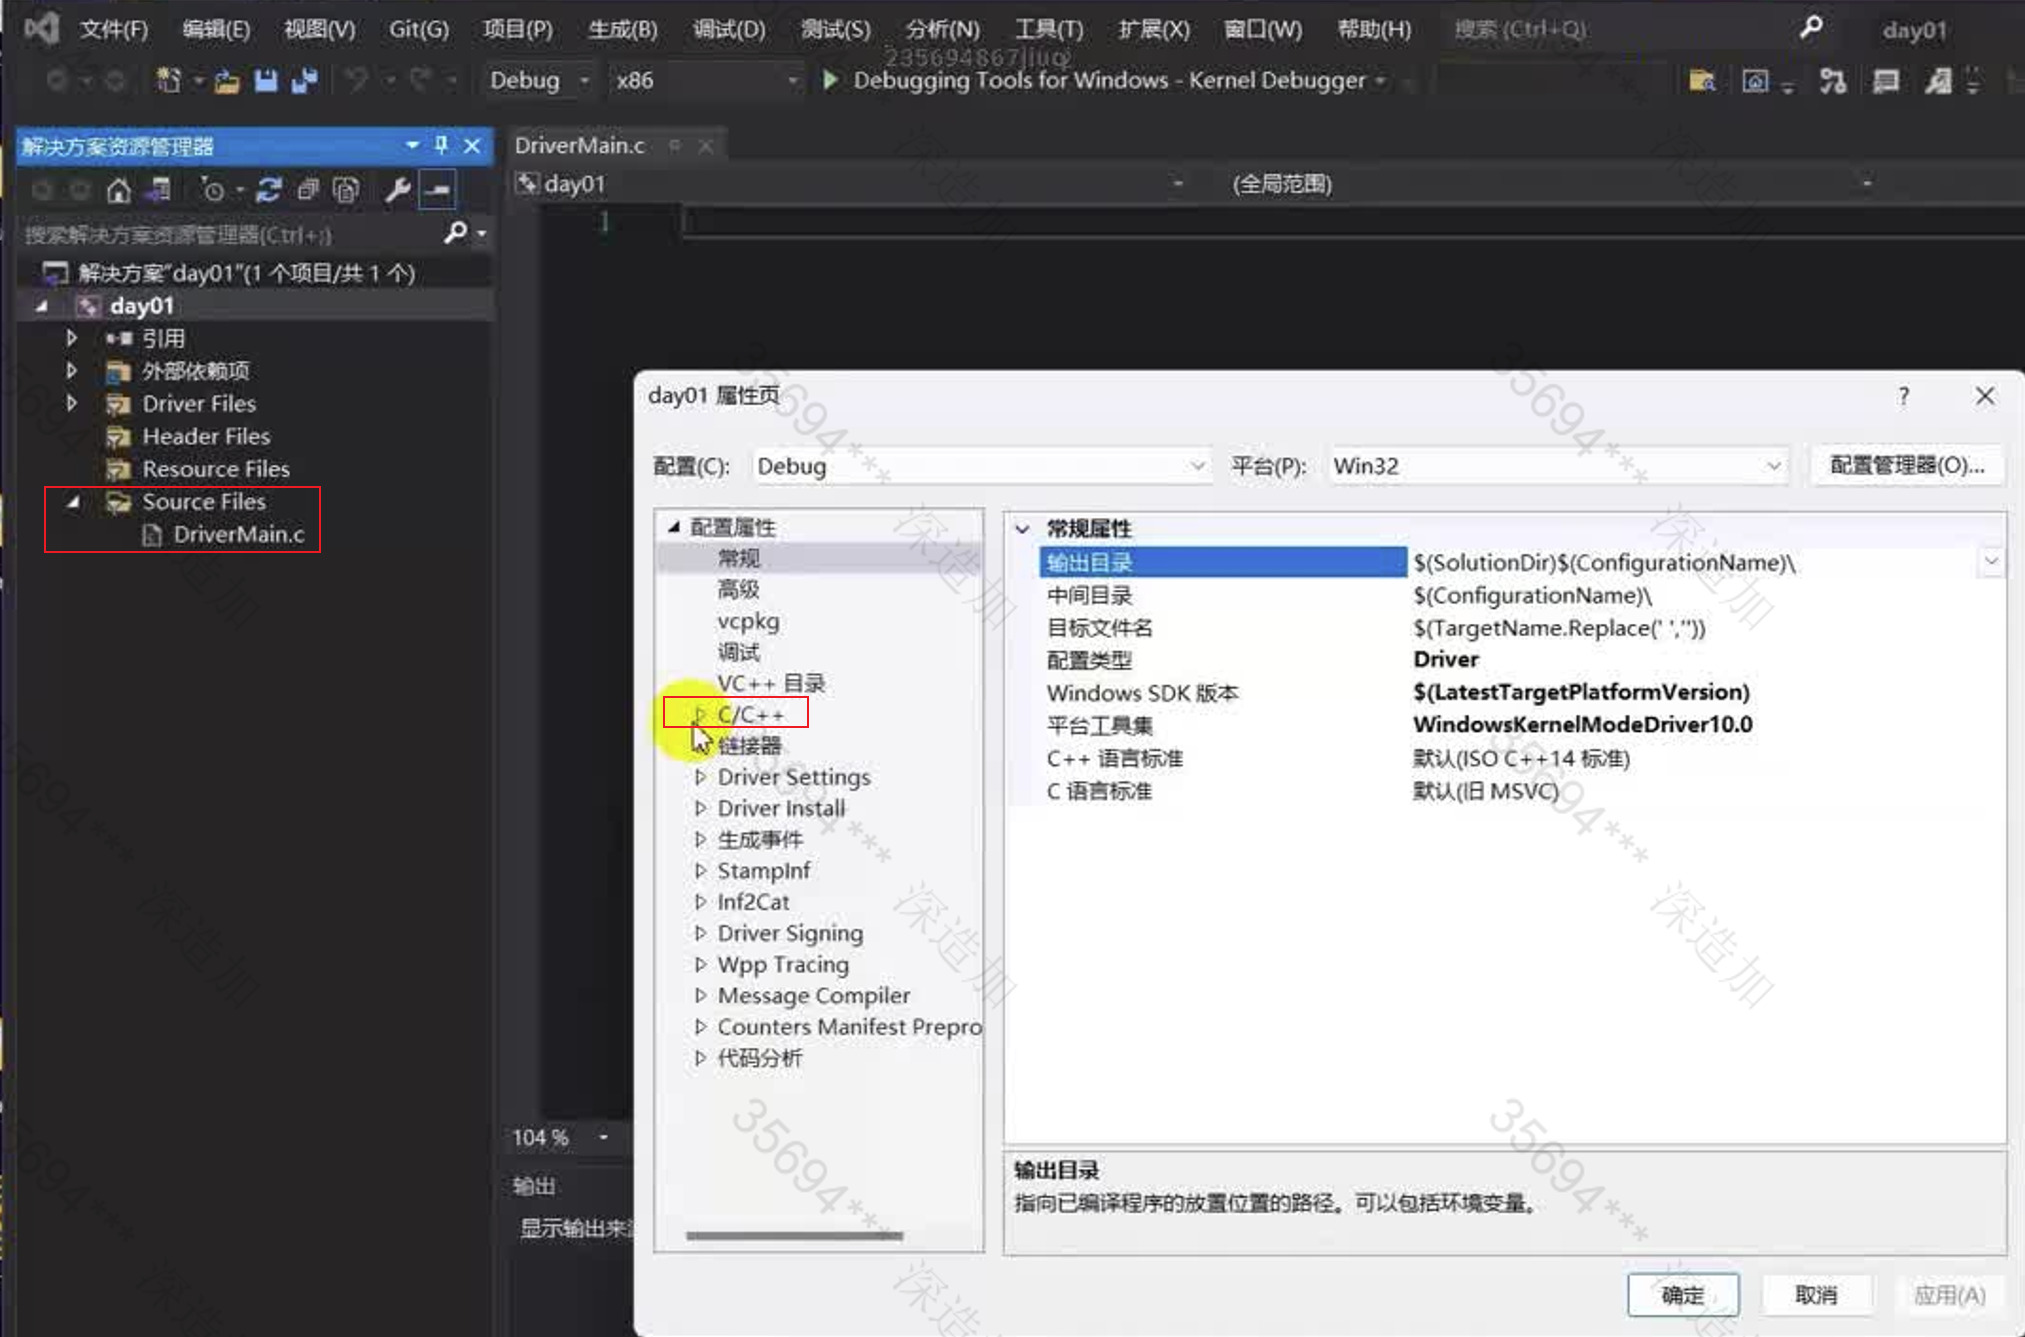 文件(F) 编辑(E) 视图(V) Git(G) 项目(P) 生成(B) 调试(D) 测试(S) 分析(N) 工具(T) 扩展(X) 窗口(W) 帮助(H) 搜索 (Ctrl+Q) day01
235694867jiuqi
Debug x86 Debugging Tools for Windows - Kernel Debugger
解决方案资源管理器
DriverMain.c
day01 (全局范围)
1
搜索解决方案资源管理器(Ctrl+;)
解决方案"day01"(1 个项目/共 1 个)
day01
引用
外部依赖项
Driver Files
Header Files
Resource Files
Source Files
DriverMain.c
104 %
输出
显示输出来源
day01 属性页
?
配置(C): Debug 平台(P): Win32 配置管理器(O)...
配置属性
常规
高级
vcpkg
调试
VC++ 目录
C/C++
链接器
Driver Settings
Driver Install
生成事件
StampInf
Inf2Cat
Driver Signing
Wpp Tracing
Message Compiler
Counters Manifest Prepro
代码分析
常规属性
输出目录 $(SolutionDir)$(ConfigurationName)\
中间目录 $(ConfigurationName)\
目标文件名 $(TargetName.Replace(' ',''))
配置类型 Driver
Windows SDK 版本 $(LatestTargetPlatformVersion)
平台工具集 WindowsKernelModeDriver10.0
C++ 语言标准 默认(ISO C++14 标准)
C 语言标准 默认(旧 MSVC)
输出目录
指向已编译程序的放置位置的路径。可以包括环境变量。
确定 取消 应用(A)
35694***
深造加